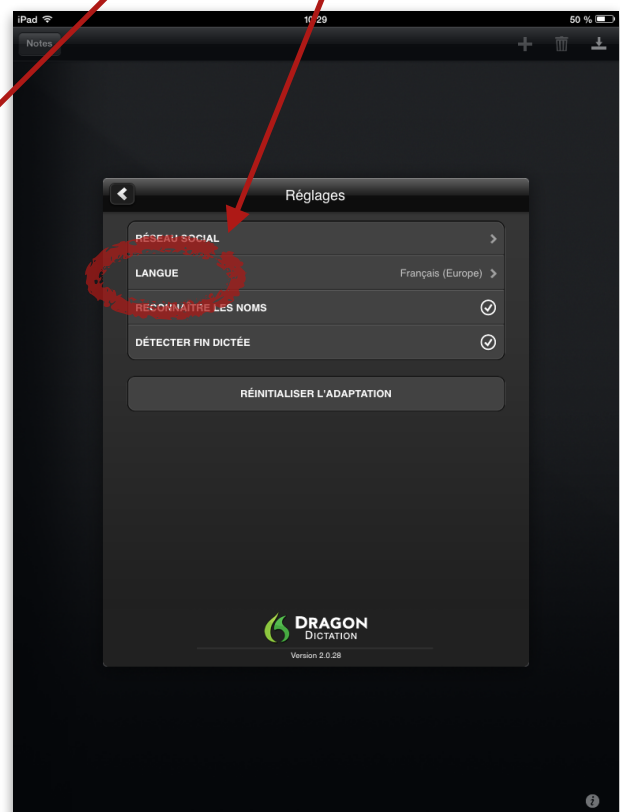 iPad 10:29 50 %
Notes
Réglages
RÉSEAU SOCIAL
LANGUE Français (Europe)
RECONNAÎTRE LES NOMS
DÉTECTER FIN DICTÉE
RÉINITIALISER L'ADAPTATION
DRAGON
DICTATION
Version 2.0.28